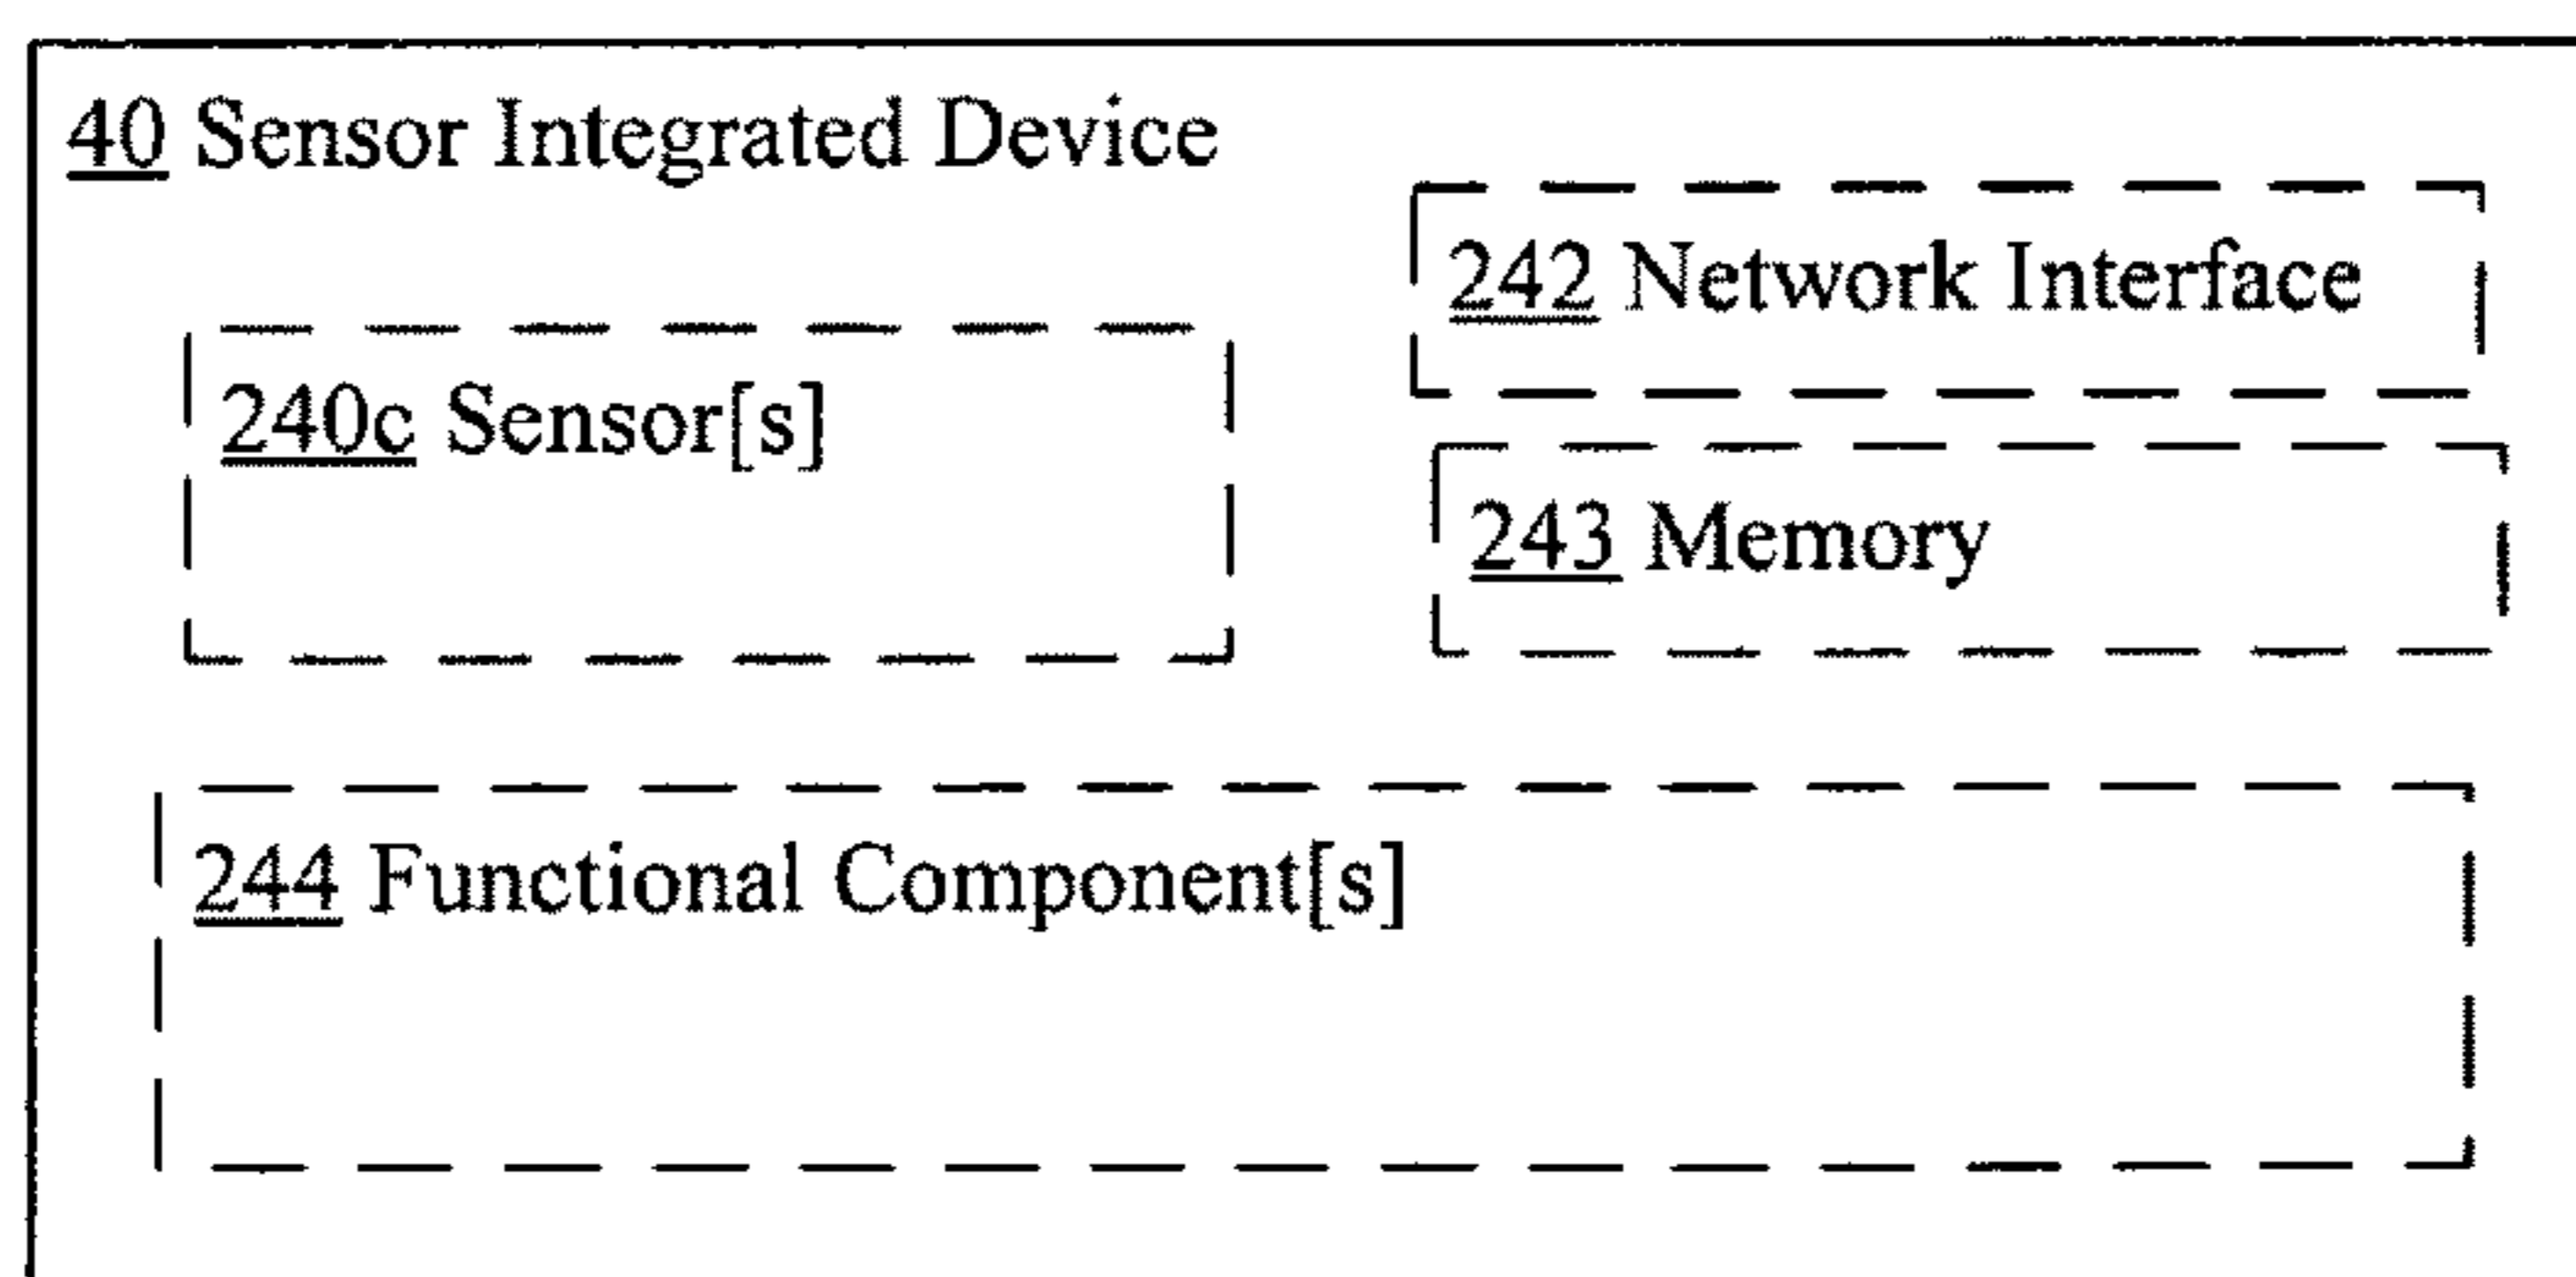 40 Sensor Integrated Device
242 Network Interface
240c Sensor[s]
243 Memory
244 Functional Component[s]